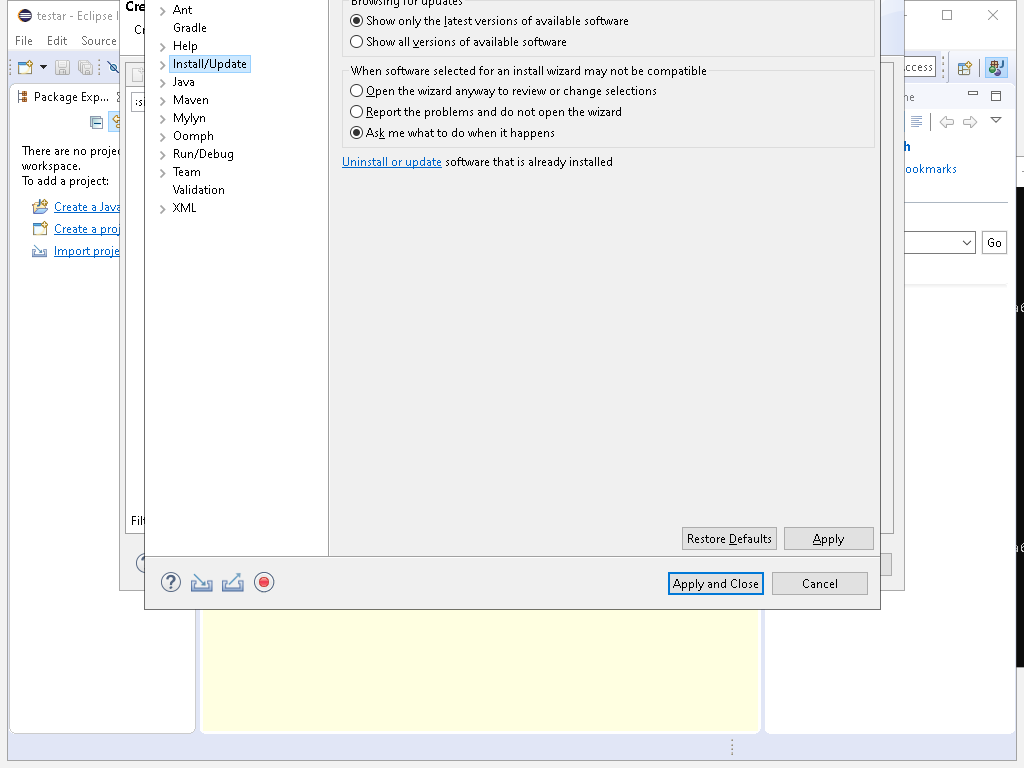 testar - Eclipse I
File Edit Source
Package Exp...
There are no projec
workspace.
To add a project:
Create a Java
Create a proj
Import proje
Cre
Filt
Ant
Gradle
Help
Install/Update
Java
Maven
Mylyn
Oomph
Run/Debug
Team
Validation
XML
Browsing for updates
Show only the latest versions of available software
Show all versions of available software
When software selected for an install wizard may not be compatible
Open the wizard anyway to review or change selections
Report the problems and do not open the wizard
Ask me what to do when it happens
Uninstall or update software that is already installed
Restore Defaults
Apply
Apply and Close
Cancel
ccess
ne
h
ookmarks
Go